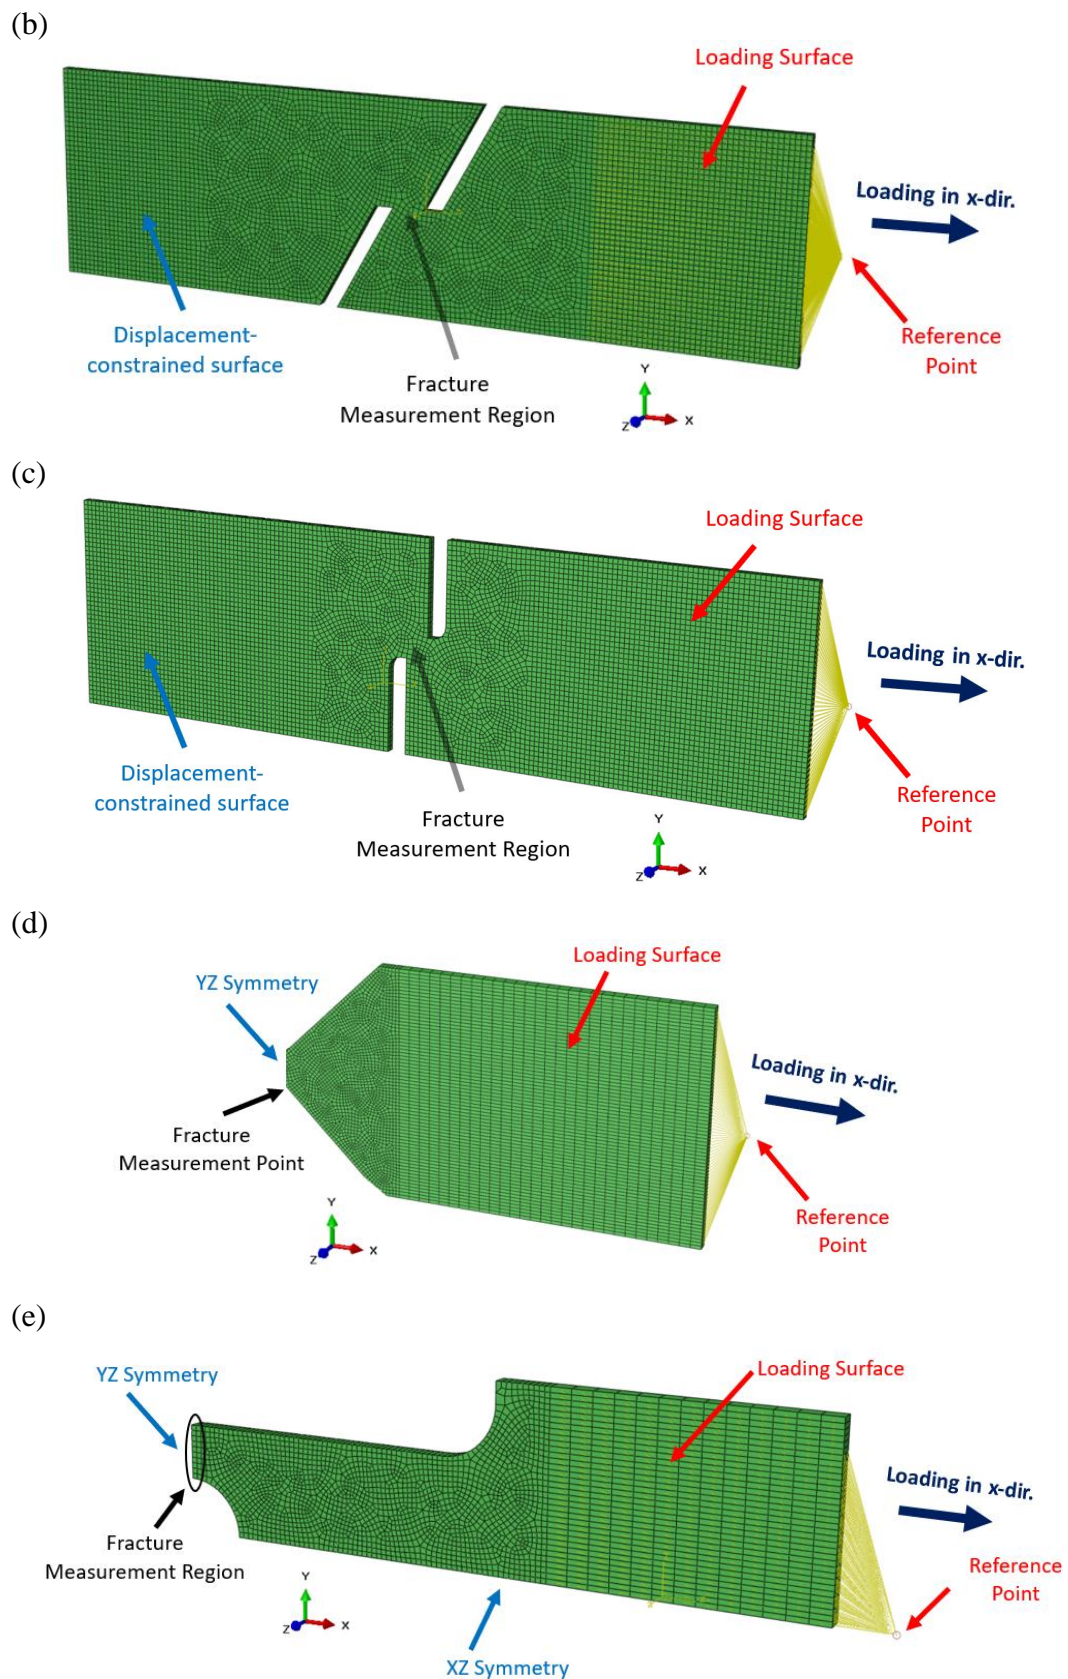 (b)
Loading Surface
Loading in x-dir.
Displacement-
constrained surface
Reference
Point
Fracture
Measurement Region
Y
Z
X
(c)
Loading Surface
Loading in x-dir.
Displacement-
constrained surface
Reference
Point
Fracture
Measurement Region
Y
Z
X
(d)
Loading Surface
YZ Symmetry
Loading in x-dir.
Fracture
Measurement Point
Reference
Point
Y
Z
X
(e)
YZ Symmetry
Loading Surface
Loading in x-dir.
Fracture
Measurement Region
Reference
Point
Y
Z
X
XZ Symmetry